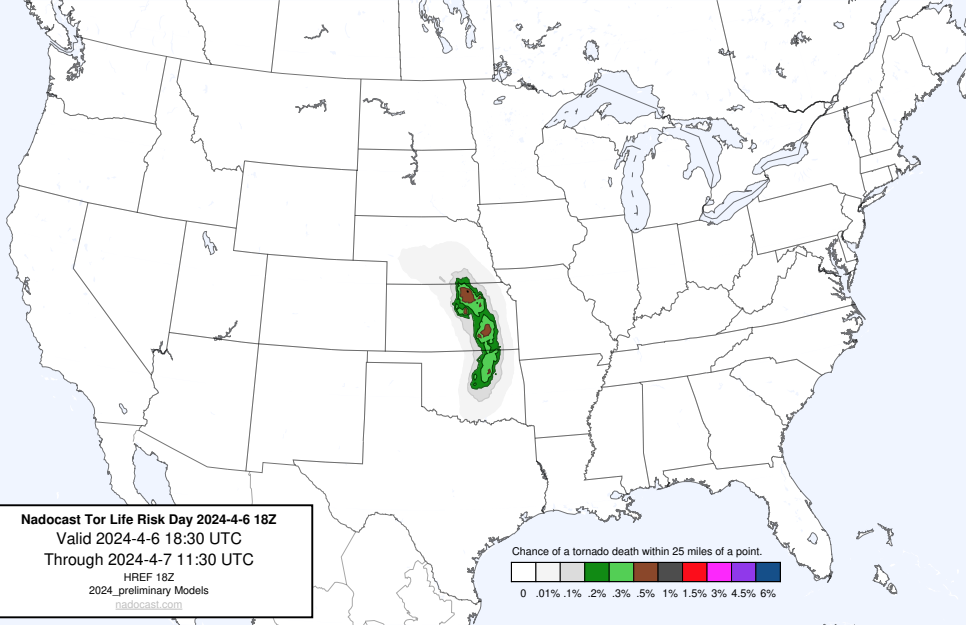 Nadocast Tor Life Risk Day 2024-4-6 18Z
Valid 2024-4-6 18:30 UTC
Through 2024-4-7 11:30 UTC
HREF 18Z
2024_preliminary Models
nadocast.com
Chance of a tornado death within 25 miles of a point.
0 .01% .1% .2% .3% .5% 1% 1.5% 3% 4.5% 6%